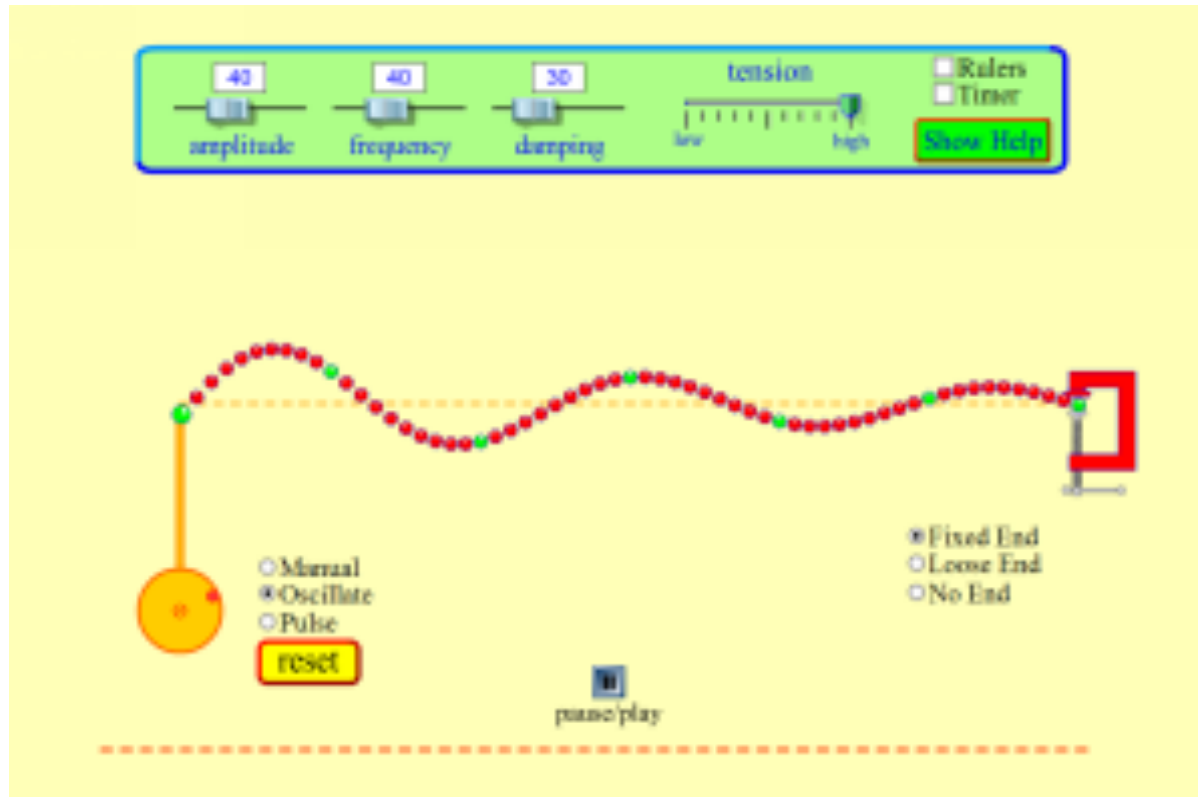 40 40 30
amplitude frequency damping
tension
low high
Rulers
Timer
Show Help
Manual
Oscillate
Pulse
reset
Fixed End
Loose End
No End
pause/play